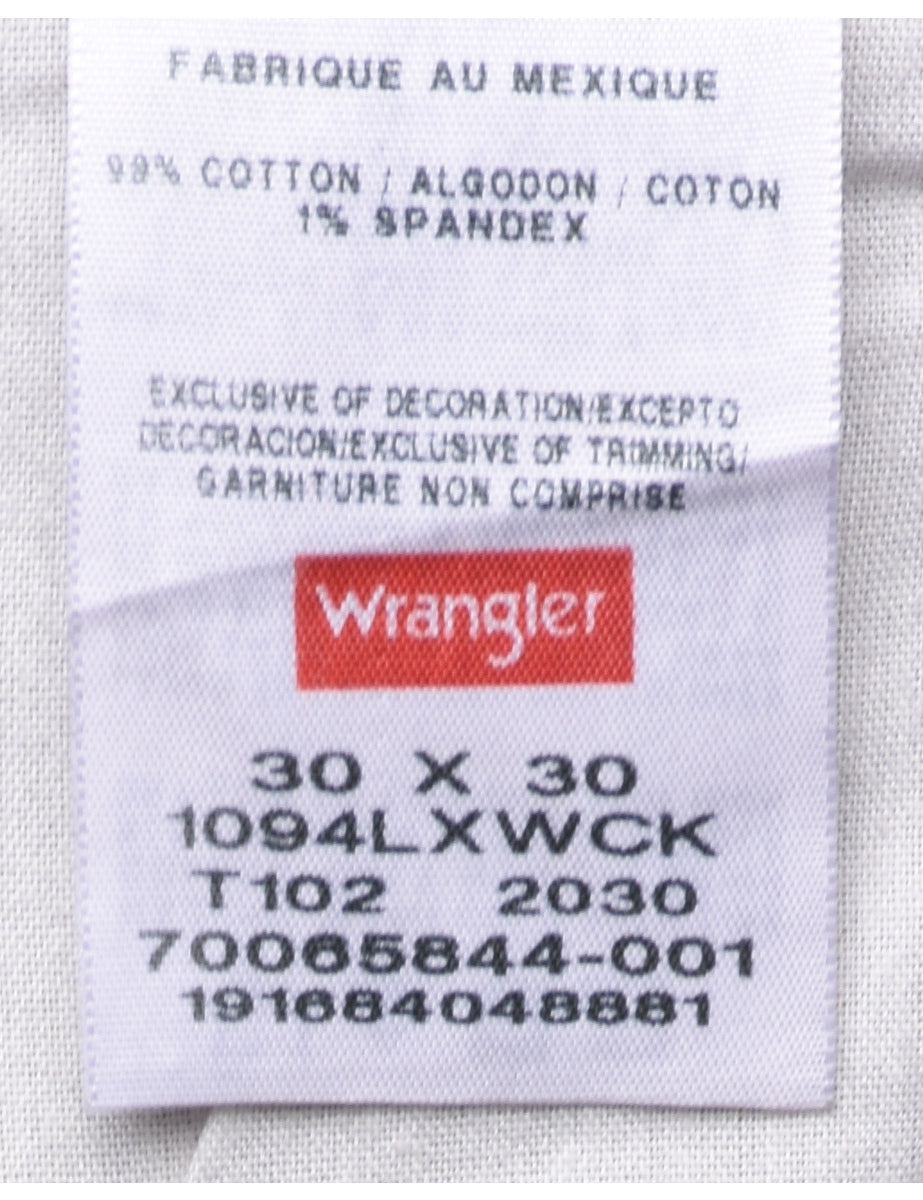 FABRIQUE AU MEXIQUE
99% COTTON / ALGODON / COTON
1% SPANDEX
EXCLUSIVE OF DECORATION/EXCEPTO
DECORACION/EXCLUSIVE OF TRIMMING/
GARNITURE NON COMPRISE
Wrangler
30 X 30
1094LXWCK
T102 2030
70065844-001
191684048881